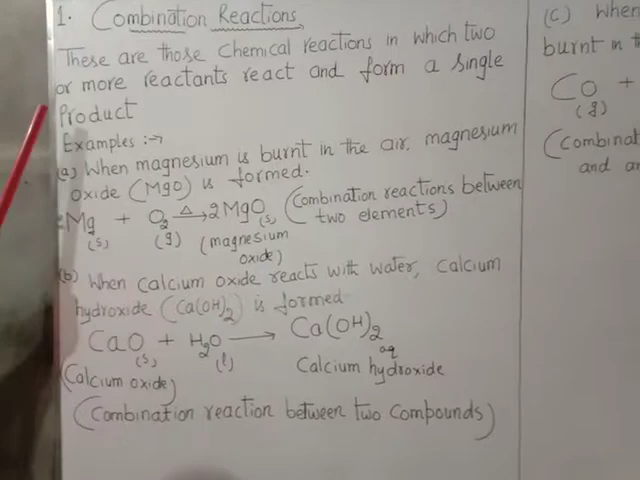 1. Combination Reactions
These are those Chemical reactions in which two
or more reactants react and form a single
Product
Examples :→
(a) When magnesium is burnt in the air, magnesium
oxide (MgO) is formed.
Mg(s) + O2(g) —Δ→ 2MgO(s) (Combination reactions between
two elements)
(magnesium
oxide)
(b) When Calcium oxide reacts with water, Calcium
hydroxide (Ca(OH)2) is formed
CaO(s) + H2O(l) ⟶ Ca(OH)2 aq
(Calcium oxide) Calcium hydroxide
(Combination reaction between two Compounds)
(C) When
burnt in
CO(g) +
(
and